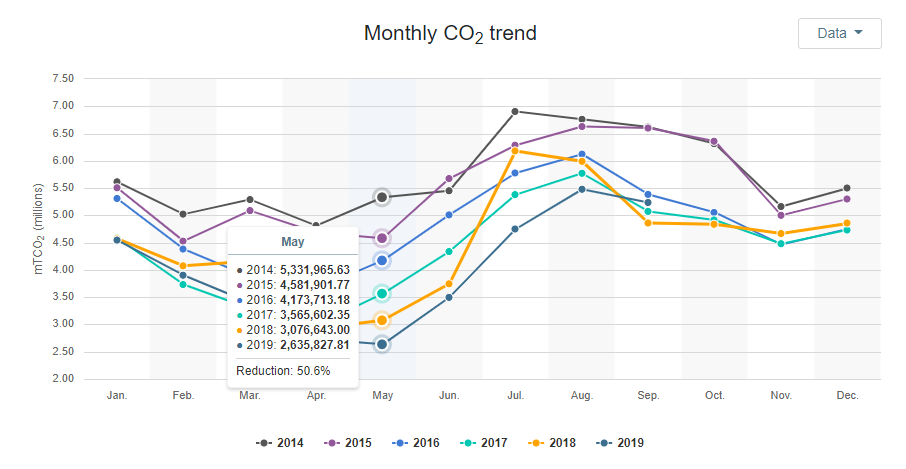 Monthly CO₂ trend
Data
mTCO₂ (millions)
7.50
7.00
6.50
6.00
5.50
5.00
4.50
4.00
3.50
3.00
2.50
2.00
May
2014: 5,331,965.63
2015: 4,581,901.77
2016: 4,173,713.18
2017: 3,565,602.35
2018: 3,076,643.00
2019: 2,635,827.81
Reduction: 50.6%
Jan. Feb. Mar. Apr. May Jun. Jul. Aug. Sep. Oct. Nov. Dec.
2014 2015 2016 2017 2018 2019